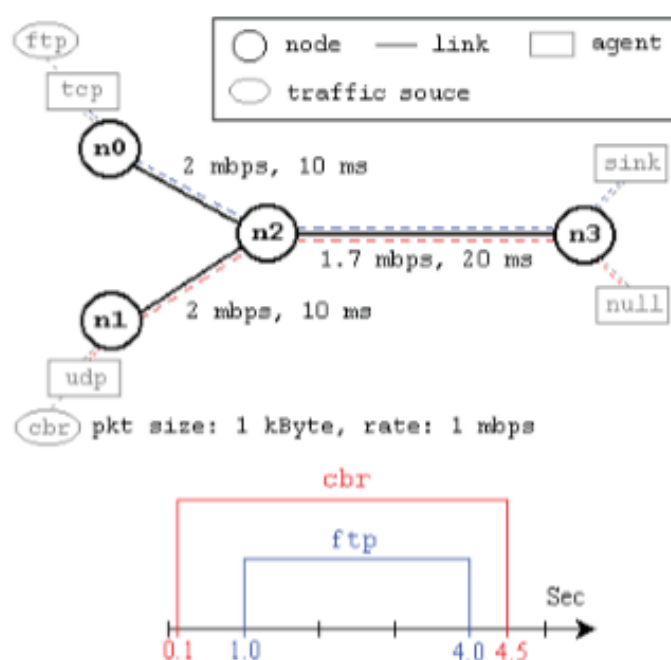 ftp
tcp
node
link
agent
traffic souce
n0
2 mbps, 10 ms
sink
n2
n3
1.7 mbps, 20 ms
n1
2 mbps, 10 ms
null
udp
cbr
pkt size: 1 kByte, rate: 1 mbps
cbr
ftp
Sec
0.1
1.0
4.0
4.5